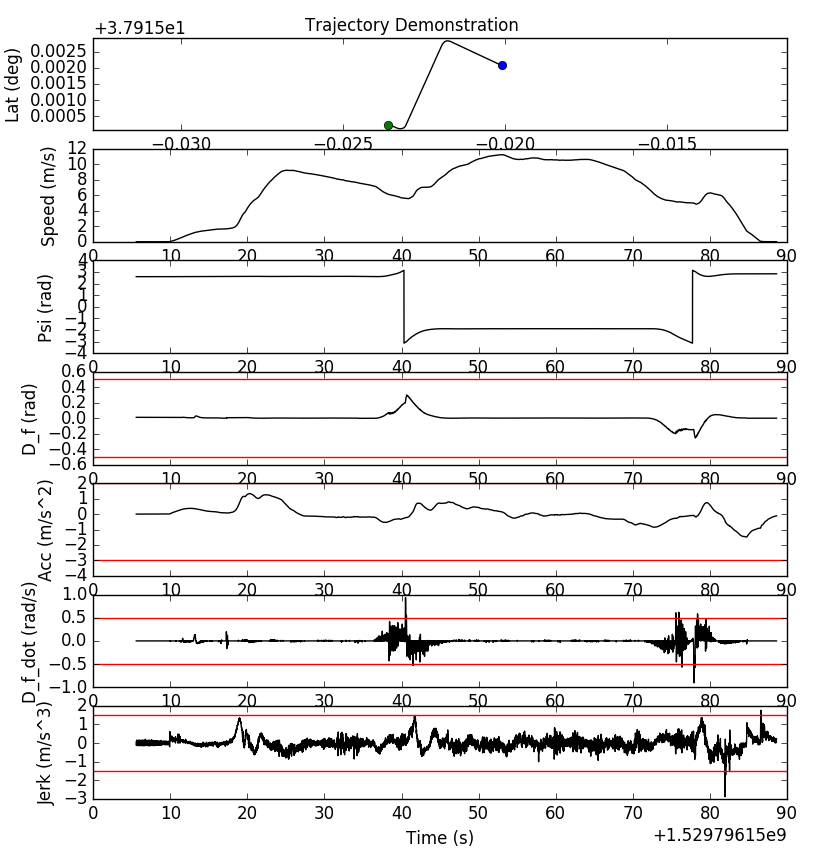 Trajectory Demonstration
+3.7915e1
Lat (deg)
0.0025
0.0020
0.0015
0.0010
0.0005
−0.030 −0.025 −0.020 −0.015
Speed (m/s)
12
10
8
6
4
2
0
0 10 20 30 40 50 60 70 80 90
Psi (rad)
4
3
2
1
0
−1
−2
−3
−4
0 10 20 30 40 50 60 70 80 90
D_f (rad)
0.6
0.4
0.2
0.0
−0.2
−0.4
−0.6
0 10 20 30 40 50 60 70 80 90
Acc (m/s^2)
2
1
0
−1
−2
−3
−4
0 10 20 30 40 50 60 70 80 90
D_f_dot (rad/s)
1.0
0.5
0.0
−0.5
−1.0
0 10 20 30 40 50 60 70 80 90
Jerk (m/s^3)
2
1
0
−1
−2
−3
0 10 20 30 40 50 60 70 80 90
Time (s)
+1.52979615e9